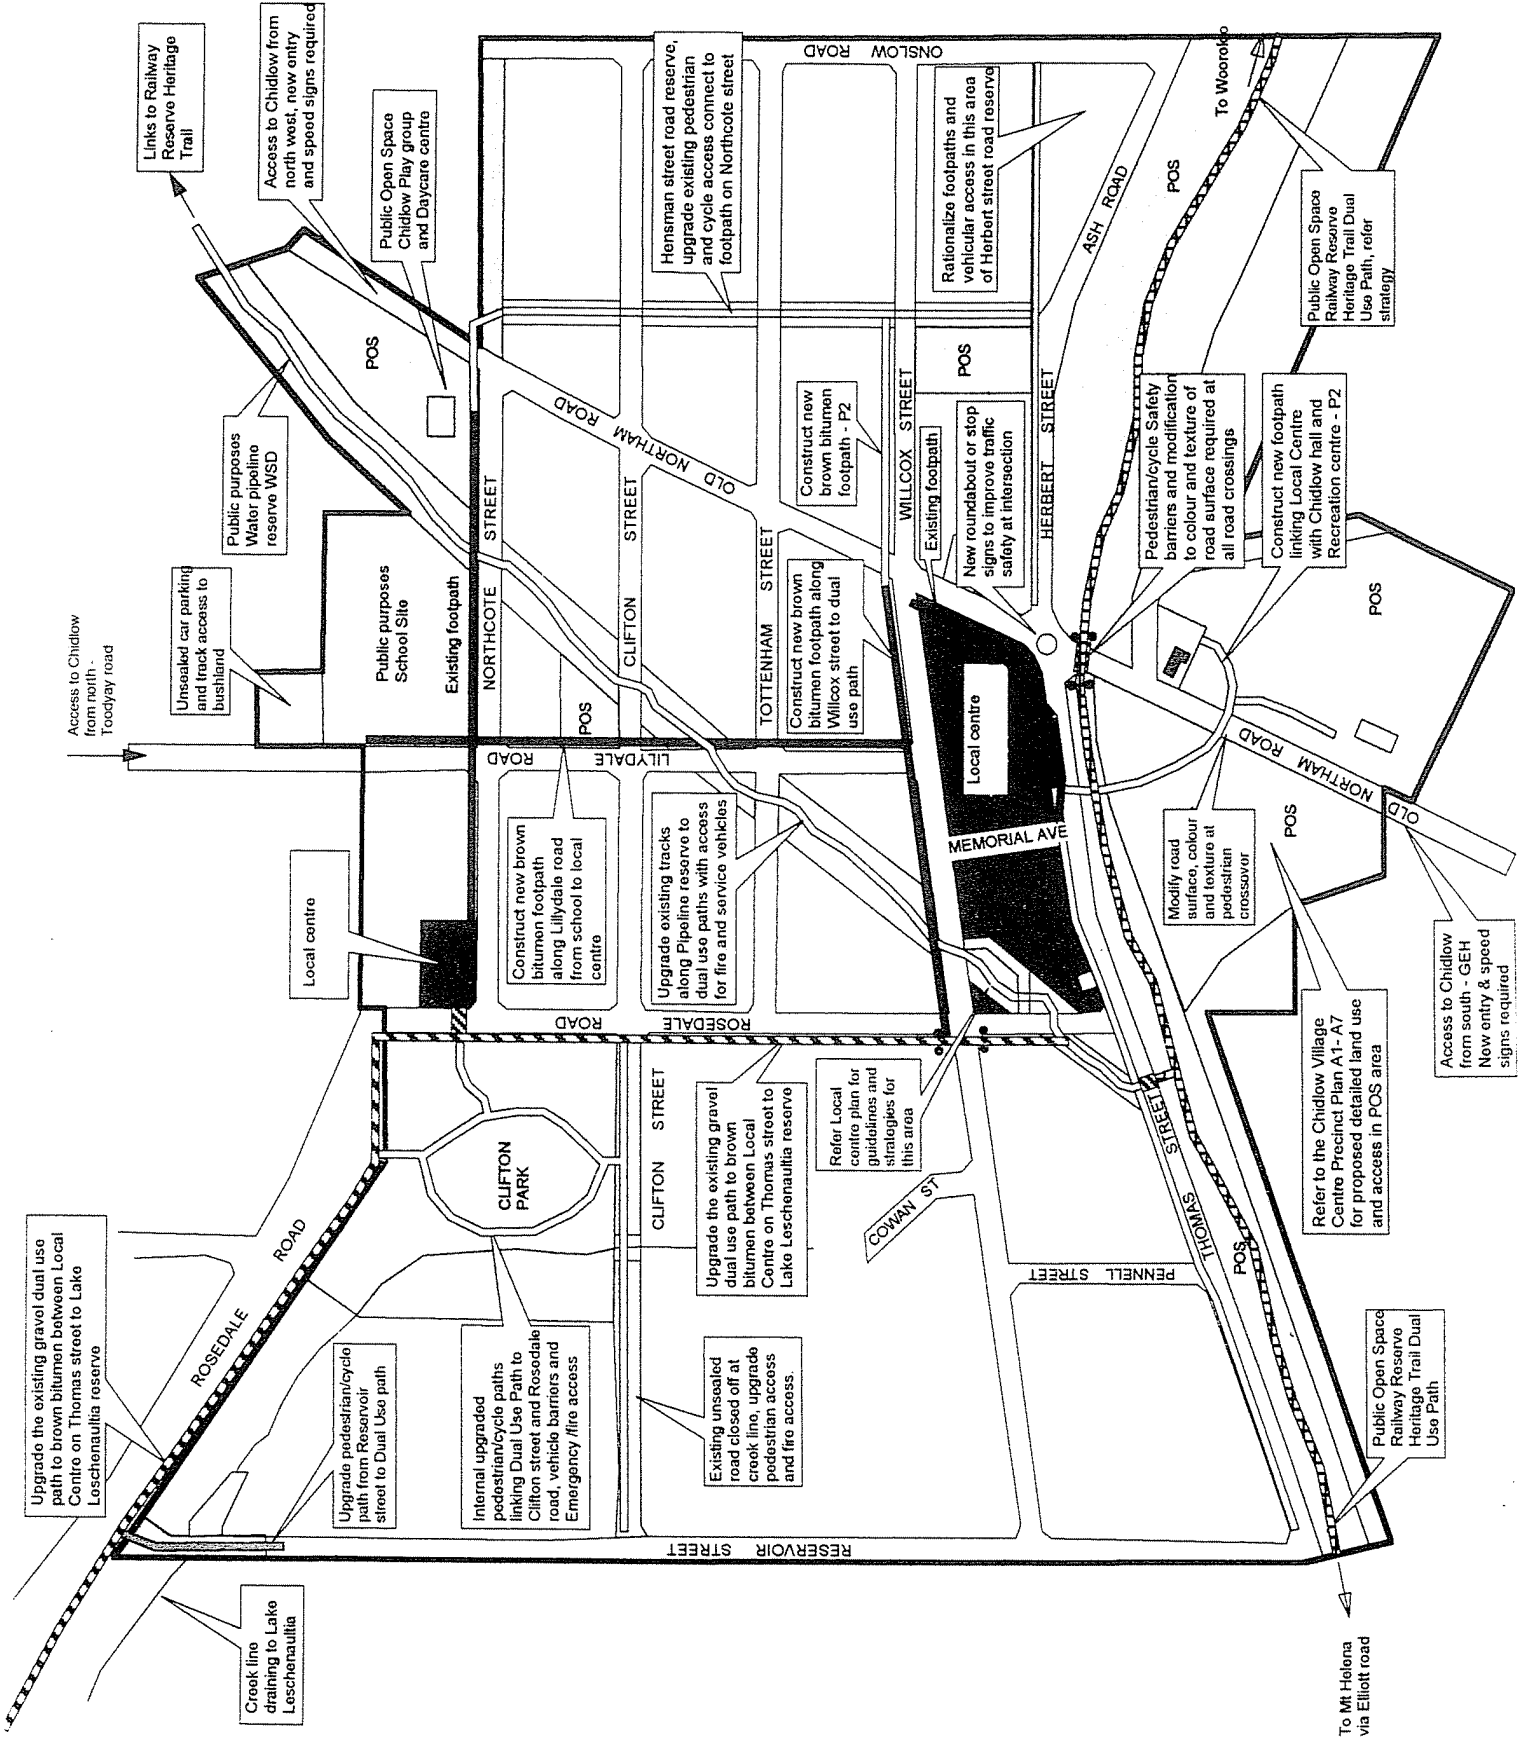 Links to Railway
Reserve Heritage
Trail
Access to Chidlow from
north west, new entry
and speed signs required
Public Open Space
Chidlow Play group
and Daycare centre
Hensman street road reserve,
upgrade existing pedestrian
and cycle access connect to
footpath on Northcote street
ONSLOW ROAD
Rationalize footpaths and
vehicular access in this area
of Herbert street road reserve
To Wooroloo
ASH ROAD
POS
Public Open Space
Railway Reserve
Heritage Trail Dual
Use Path, refer
strategy
Public purposes
Water pipeline
reserve WSD
POS
OLD NORTHAM ROAD
Construct new
brown bitumen
footpath - P2
WILLCOX STREET
POS
Existing footpath
New roundabout or stop
signs to improve traffic
safety at intersection
HERBERT STREET
Pedestrian/cycle Safety
barriers and modification
to colour and texture of
road surface required at
all road crossings
Construct new footpath
linking Local Centre
with Chidlow hall and
Recreation centre - P2
Access to Chidlow
from north -
Toodyay road
Unsealed car parking
and track access to
bushland
Public purposes
School Site
Existing footpath
NORTHCOTE STREET
POS
CLIFTON STREET
TOTTENHAM STREET
Construct new brown
bitumen footpath along
Willcox street to dual
use path
Local centre
POS
LILYDALE ROAD
MEMORIAL AVE
OLD NORTHAM ROAD
POS
Local centre
Construct new brown
bitumen footpath
along Lillydale road
from school to local
centre
Upgrade existing tracks
along Pipeline reserve to
dual use paths with access
for fire and service vehicles
Modify road
surface, colour
and texture at
pedestrian
crossover
Access to Chidlow
from south - GEH
New entry & speed
signs required
ROSEDALE ROAD
CLIFTON
PARK
CLIFTON STREET
Upgrade the existing gravel
dual use path to brown
bitumen between Local
Centre on Thomas street to
Lake Leschenaultia reserve
Refer Local
centre plan for
guidelines and
strategies for
this area
COWAN ST
THOMAS STREET
POS
Refer to the Chidlow Village
Centre Precinct Plan A1- A7
for proposed detailed land use
and access in POS area
PENNELL STREET
Upgrade the existing gravel dual use
path to brown bitumen between Local
Centre on Thomas street to Lake
Leschenaultia reserve
ROSEDALE ROAD
Upgrade pedestrian/cycle
path from Reservoir
street to Dual Use path
Internal upgraded
pedestrian/cycle paths
linking Dual Use Path to
Clifton street and Rosedale
road, vehicle barriers and
Emergency /fire access
Existing unsealed
road closed off at
creek line, upgrade
pedestrian access
and fire access.
Public Open Space
Railway Reserve
Heritage Trail Dual
Use Path
RESERVOIR STREET
Creek line
draining to Lake
Leschenaultia
To Mt Helena
via Elliott road